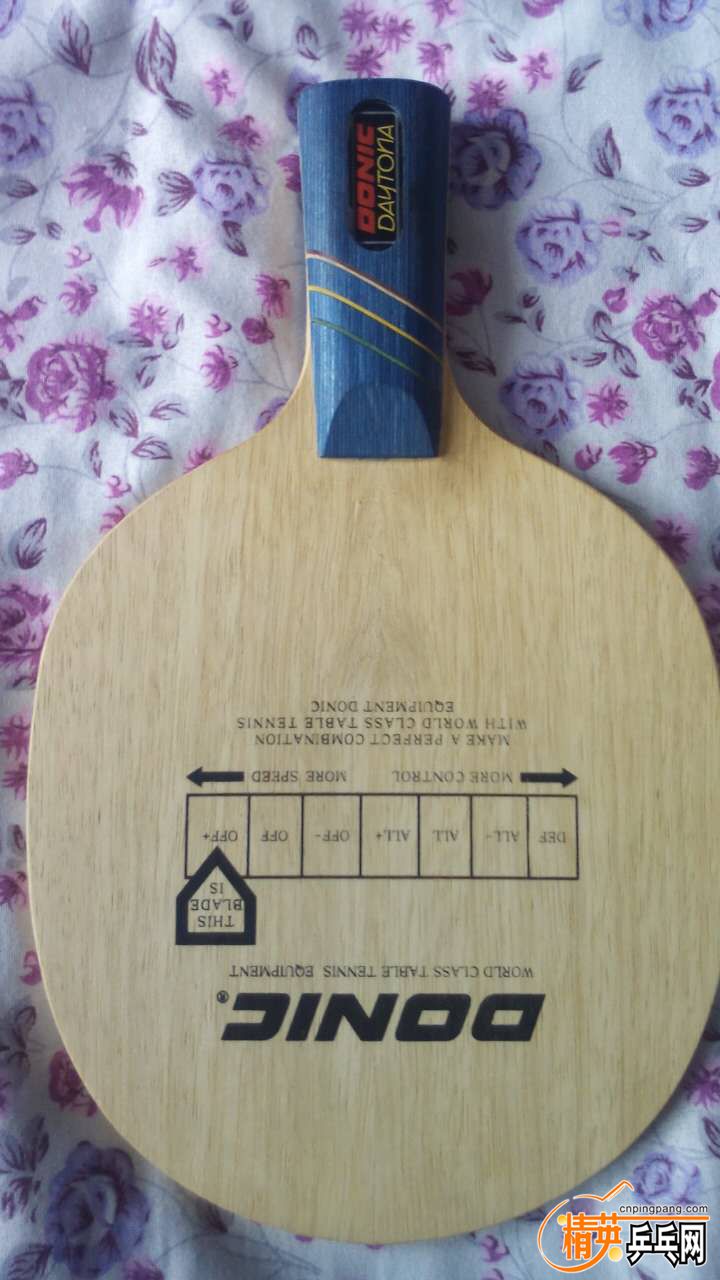 DONIC
DAYTONA
DONIC®
WORLD CLASS TABLE TENNIS EQUIPMENT
THIS
BLADE
IS
DEF ALL- ALL ALL+ OFF- OFF OFF+
MORE CONTROL MORE SPEED
MAKE A PERFECT COMBINATION
WITH WORLD CLASS TABLE TENNIS
EQUIPMENT DONIC
cnpingpang.com
精英乒乓网